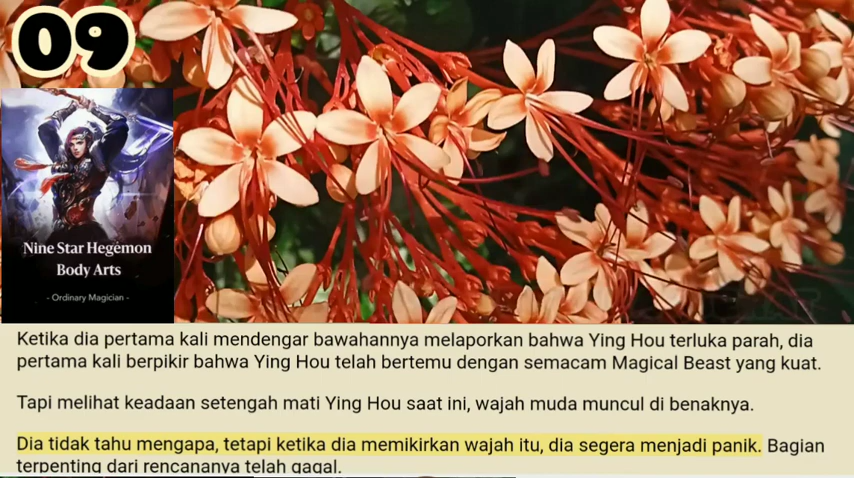 09
Nine Star Hegemon
Body Arts
- Ordinary Magician -
Ketika dia pertama kali mendengar bawahannya melaporkan bahwa Ying Hou terluka parah, dia
pertama kali berpikir bahwa Ying Hou telah bertemu dengan semacam Magical Beast yang kuat.
Tapi melihat keadaan setengah mati Ying Hou saat ini, wajah muda muncul di benaknya.
Dia tidak tahu mengapa, tetapi ketika dia memikirkan wajah itu, dia segera menjadi panik. Bagian
terpenting dari rencananya telah gagal.